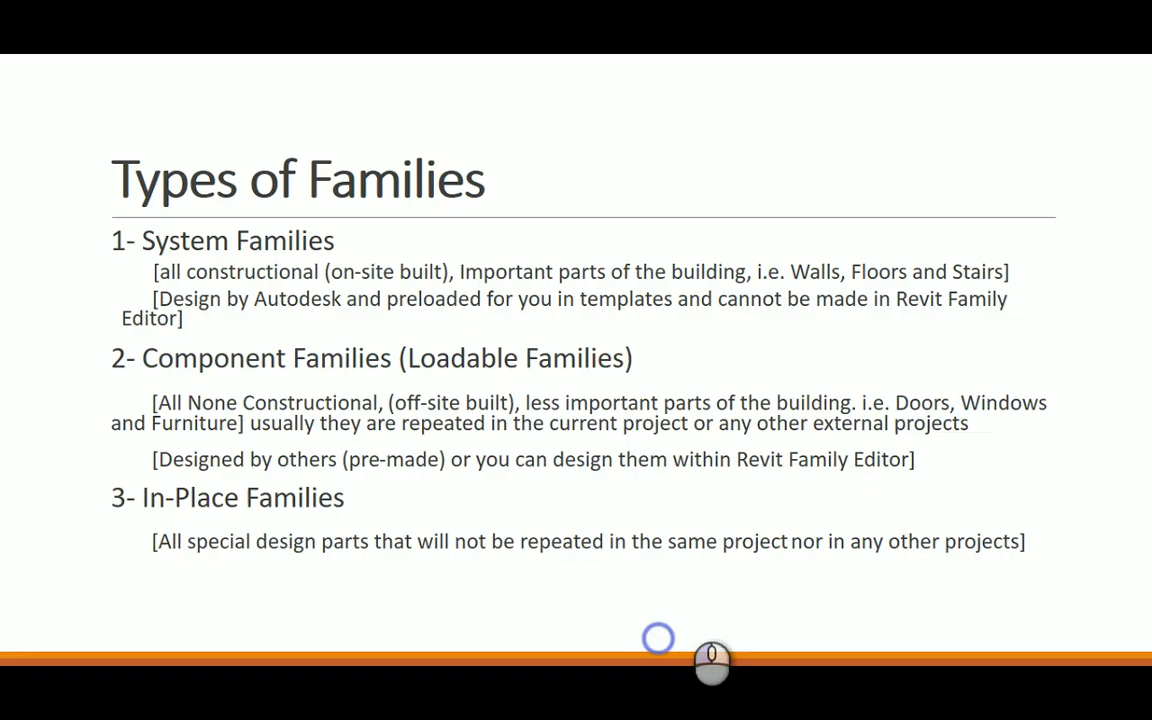 Types of Families
1- System Families
[all constructional (on-site built), Important parts of the building, i.e. Walls, Floors and Stairs]
[Design by Autodesk and preloaded for you in templates and cannot be made in Revit Family
Editor]
2- Component Families (Loadable Families)
[All None Constructional, (off-site built), less important parts of the building. i.e. Doors, Windows
and Furniture] usually they are repeated in the current project or any other external projects
[Designed by others (pre-made) or you can design them within Revit Family Editor]
3- In-Place Families
[All special design parts that will not be repeated in the same project nor in any other projects]